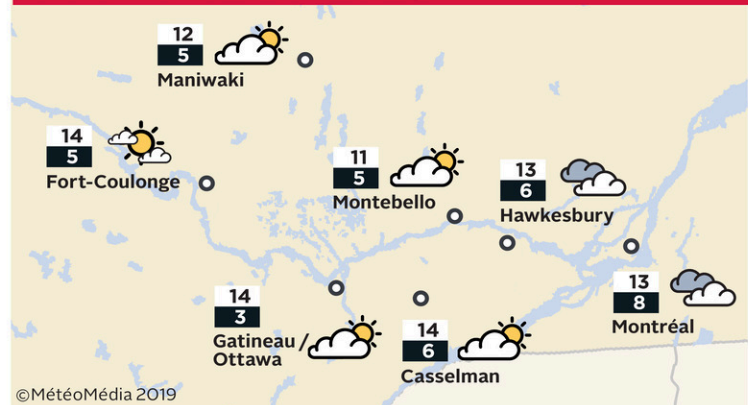 12
5
Maniwaki
14
5
Fort-Coulonge
11
5
Montebello
13
6
Hawkesbury
14
3
Gatineau /
Ottawa
14
6
Casselman
13
8
Montréal
©MétéoMédia 2019